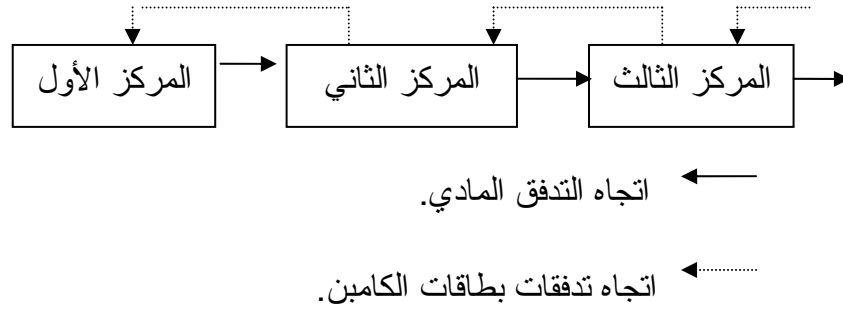 المركز الأول
المركز الثاني
المركز الثالث
اتجاه التدفق المادي.
اتجاه تدفقات بطاقات الكامبن.